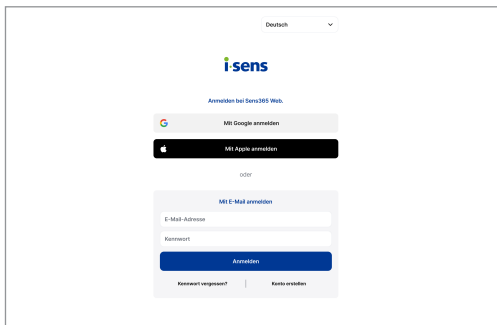 Deutsch
i-sens
Anmelden bei Sens365 Web.
Mit Google anmelden
Mit Apple anmelden
oder
Mit E-Mail anmelden
E-Mail-Adresse
Kennwort
Anmelden
Kennwort vergessen? | Konto erstellen